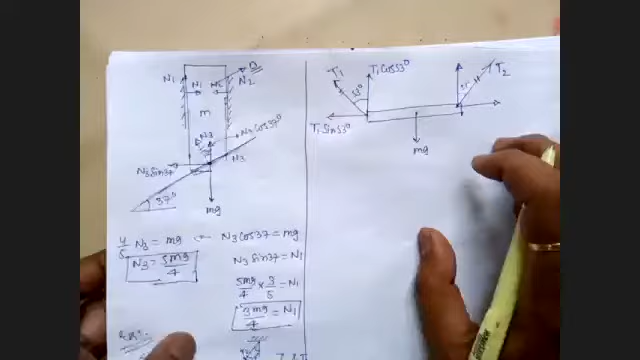 N1
N1
N2
N2
m
N3
N3 cos37°
N3 sin37
N3
37°
mg
4/5 N3 = mg ← N3 cos37 = mg
N3 = 5mg/4
N3 sin37 = N1
5mg/4 × 3/5 = N1
3mg/4 = N1
T1
T1 cos53°
53°
T1 sin53°
T2
mg